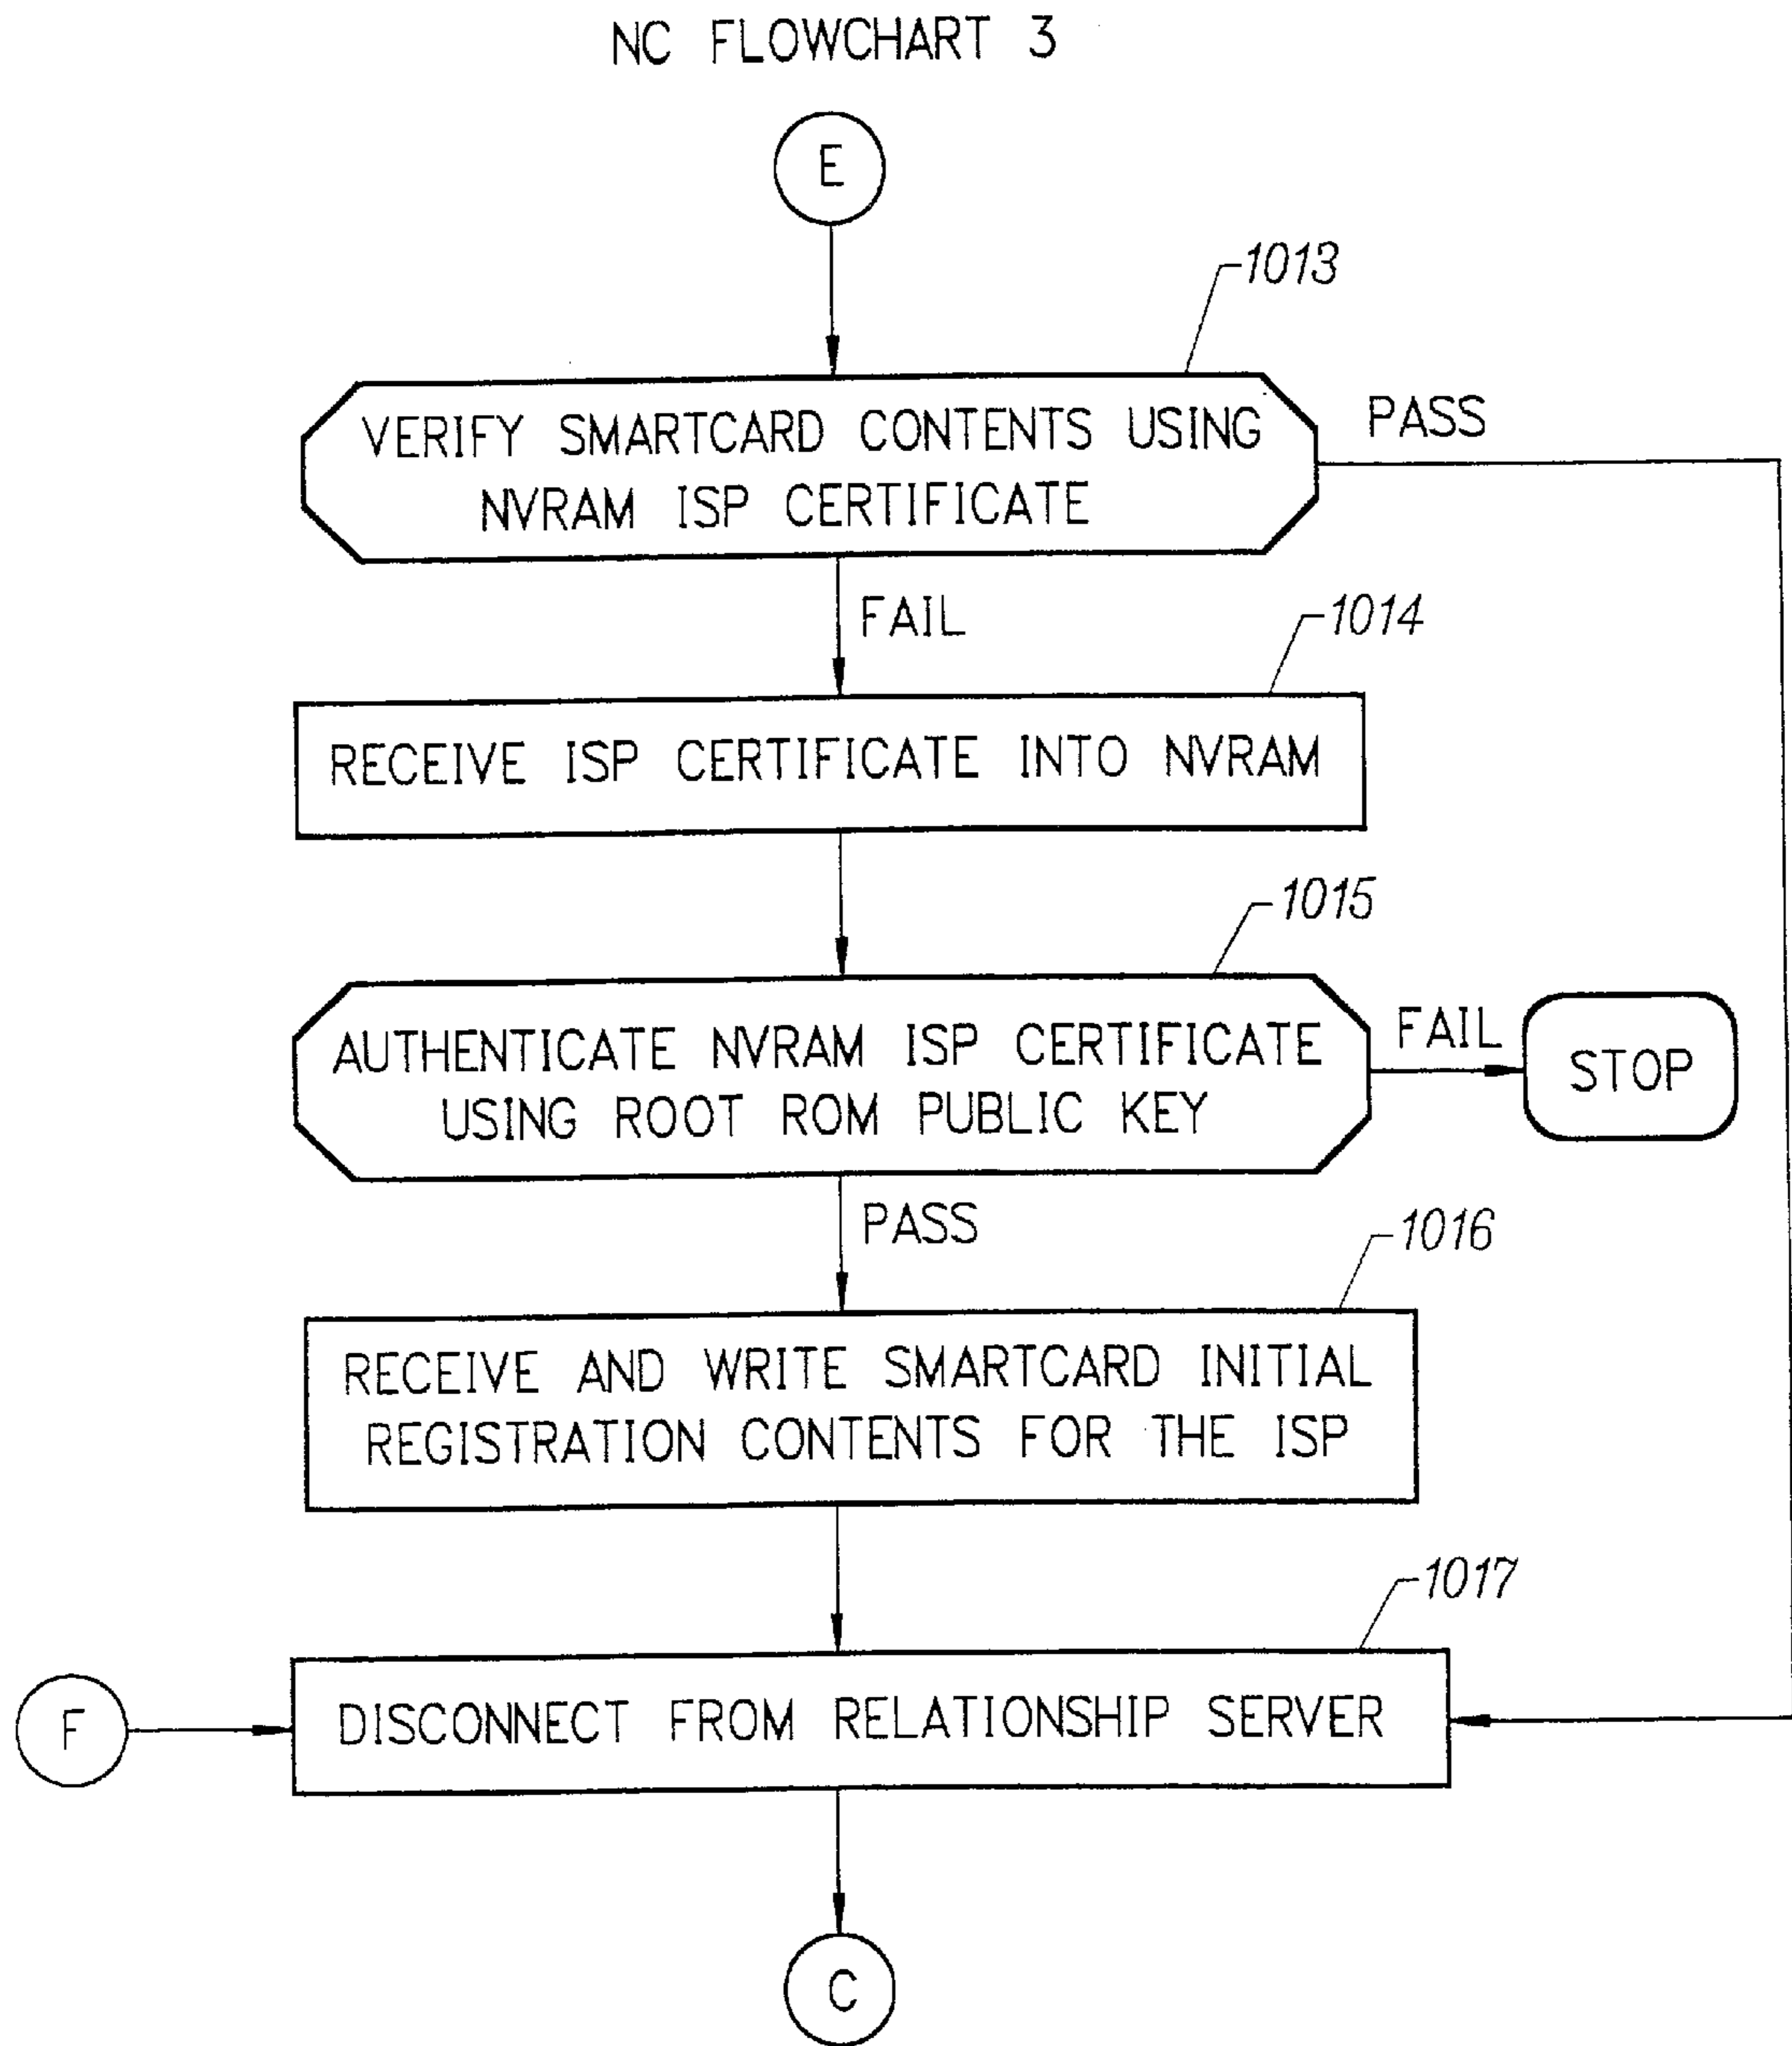 NC FLOWCHART 3
E
1013
VERIFY SMARTCARD CONTENTS USING
NVRAM ISP CERTIFICATE
PASS
FAIL
1014
RECEIVE ISP CERTIFICATE INTO NVRAM
1015
AUTHENTICATE NVRAM ISP CERTIFICATE
USING ROOT ROM PUBLIC KEY
FAIL
STOP
PASS
1016
RECEIVE AND WRITE SMARTCARD INITIAL
REGISTRATION CONTENTS FOR THE ISP
1017
F
DISCONNECT FROM RELATIONSHIP SERVER
C